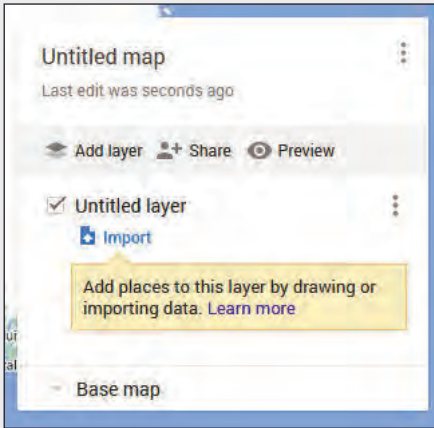 Untitled map
Last edit was seconds ago
Add layer Share Preview
Untitled layer
Import
Add places to this layer by drawing or
importing data. Learn more
Base map